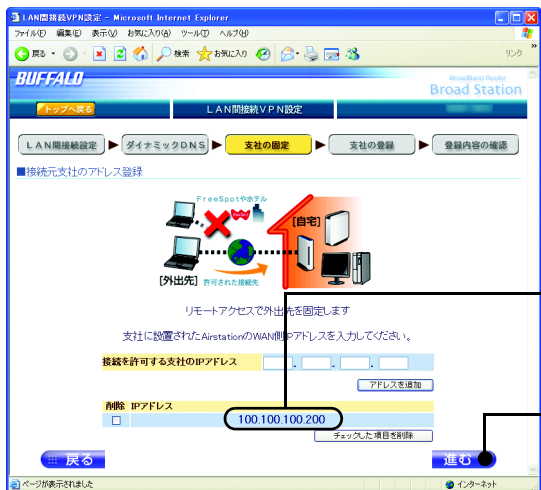 LAN間接続VPN設定 - Microsoft Internet Explorer
ファイル(F) 編集(E) 表示(V) お気に入り(A) ツール(T) ヘルプ(H)
戻る 検索 お気に入り リンク »
BUFFALO
BroadBand Router
Broad Station
トップへ戻る LAN間接続VPN設定
LAN間接続設定 ダイナミックDNS 支社の固定 支社の登録 登録内容の確認
■接続元支社のアドレス登録
FreeSpotやホテル
[自宅]
[外出先] 許可された接続先
リモートアクセスで外出先を固定します
支社に設置されたAirstationのWAN側IPアドレスを入力してください。
接続を許可する支社のIPアドレス . . .
アドレスを追加
削除 IPアドレス
100.100.100.200
チェックした項目を削除
戻る 進む
ページが表示されました インターネット